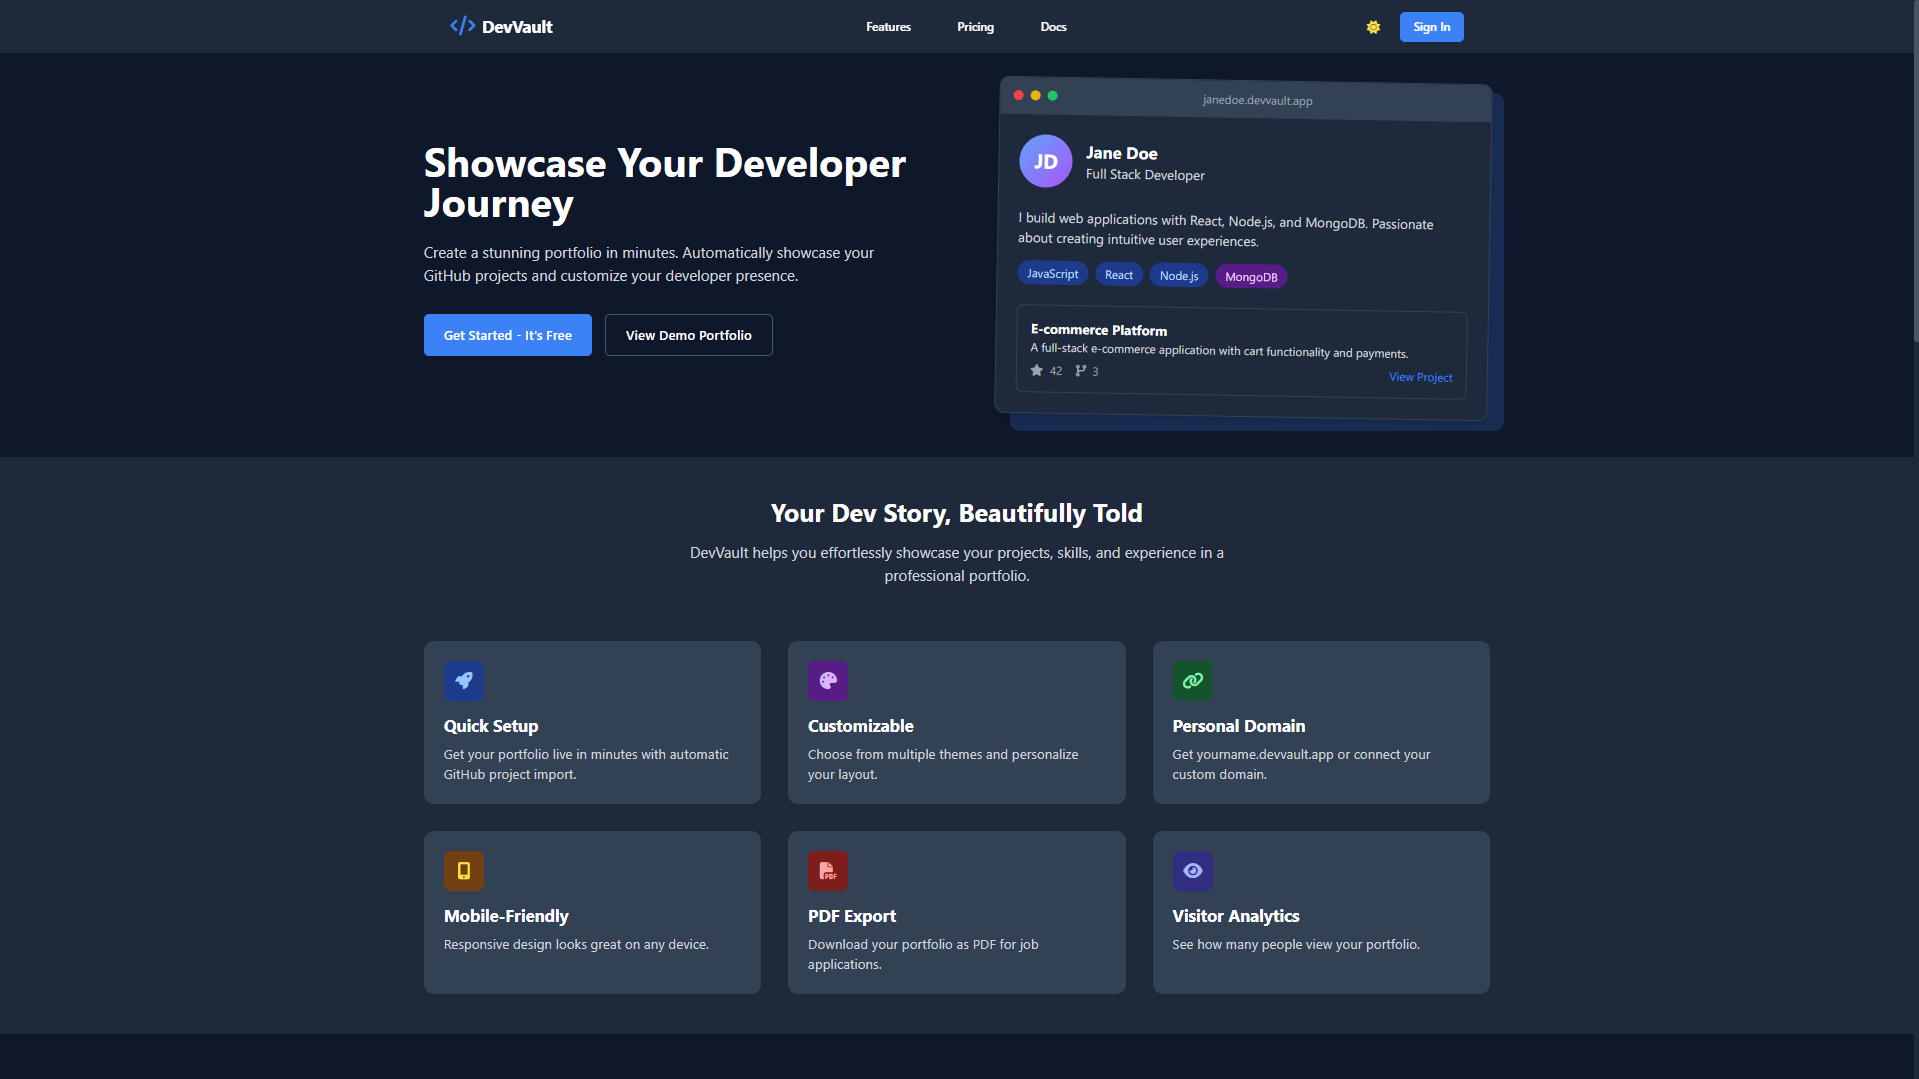 DevVault
Features
Pricing
Docs
Sign In
Showcase Your Developer
Journey
Create a stunning portfolio in minutes. Automatically showcase your
GitHub projects and customize your developer presence.
Get Started - It's Free
View Demo Portfolio
janedoe.devvault.app
JD
Jane Doe
Full Stack Developer
I build web applications with React, Node.js, and MongoDB. Passionate
about creating intuitive user experiences.
JavaScript
React
Node.js
MongoDB
E-commerce Platform
A full-stack e-commerce application with cart functionality and payments.
42
3
View Project
Your Dev Story, Beautifully Told
DevVault helps you effortlessly showcase your projects, skills, and experience in a
professional portfolio.
Quick Setup
Get your portfolio live in minutes with automatic
GitHub project import.
Customizable
Choose from multiple themes and personalize
your layout.
Personal Domain
Get yourname.devvault.app or connect your
custom domain.
Mobile-Friendly
Responsive design looks great on any device.
PDF
PDF Export
Download your portfolio as PDF for job
applications.
Visitor Analytics
See how many people view your portfolio.